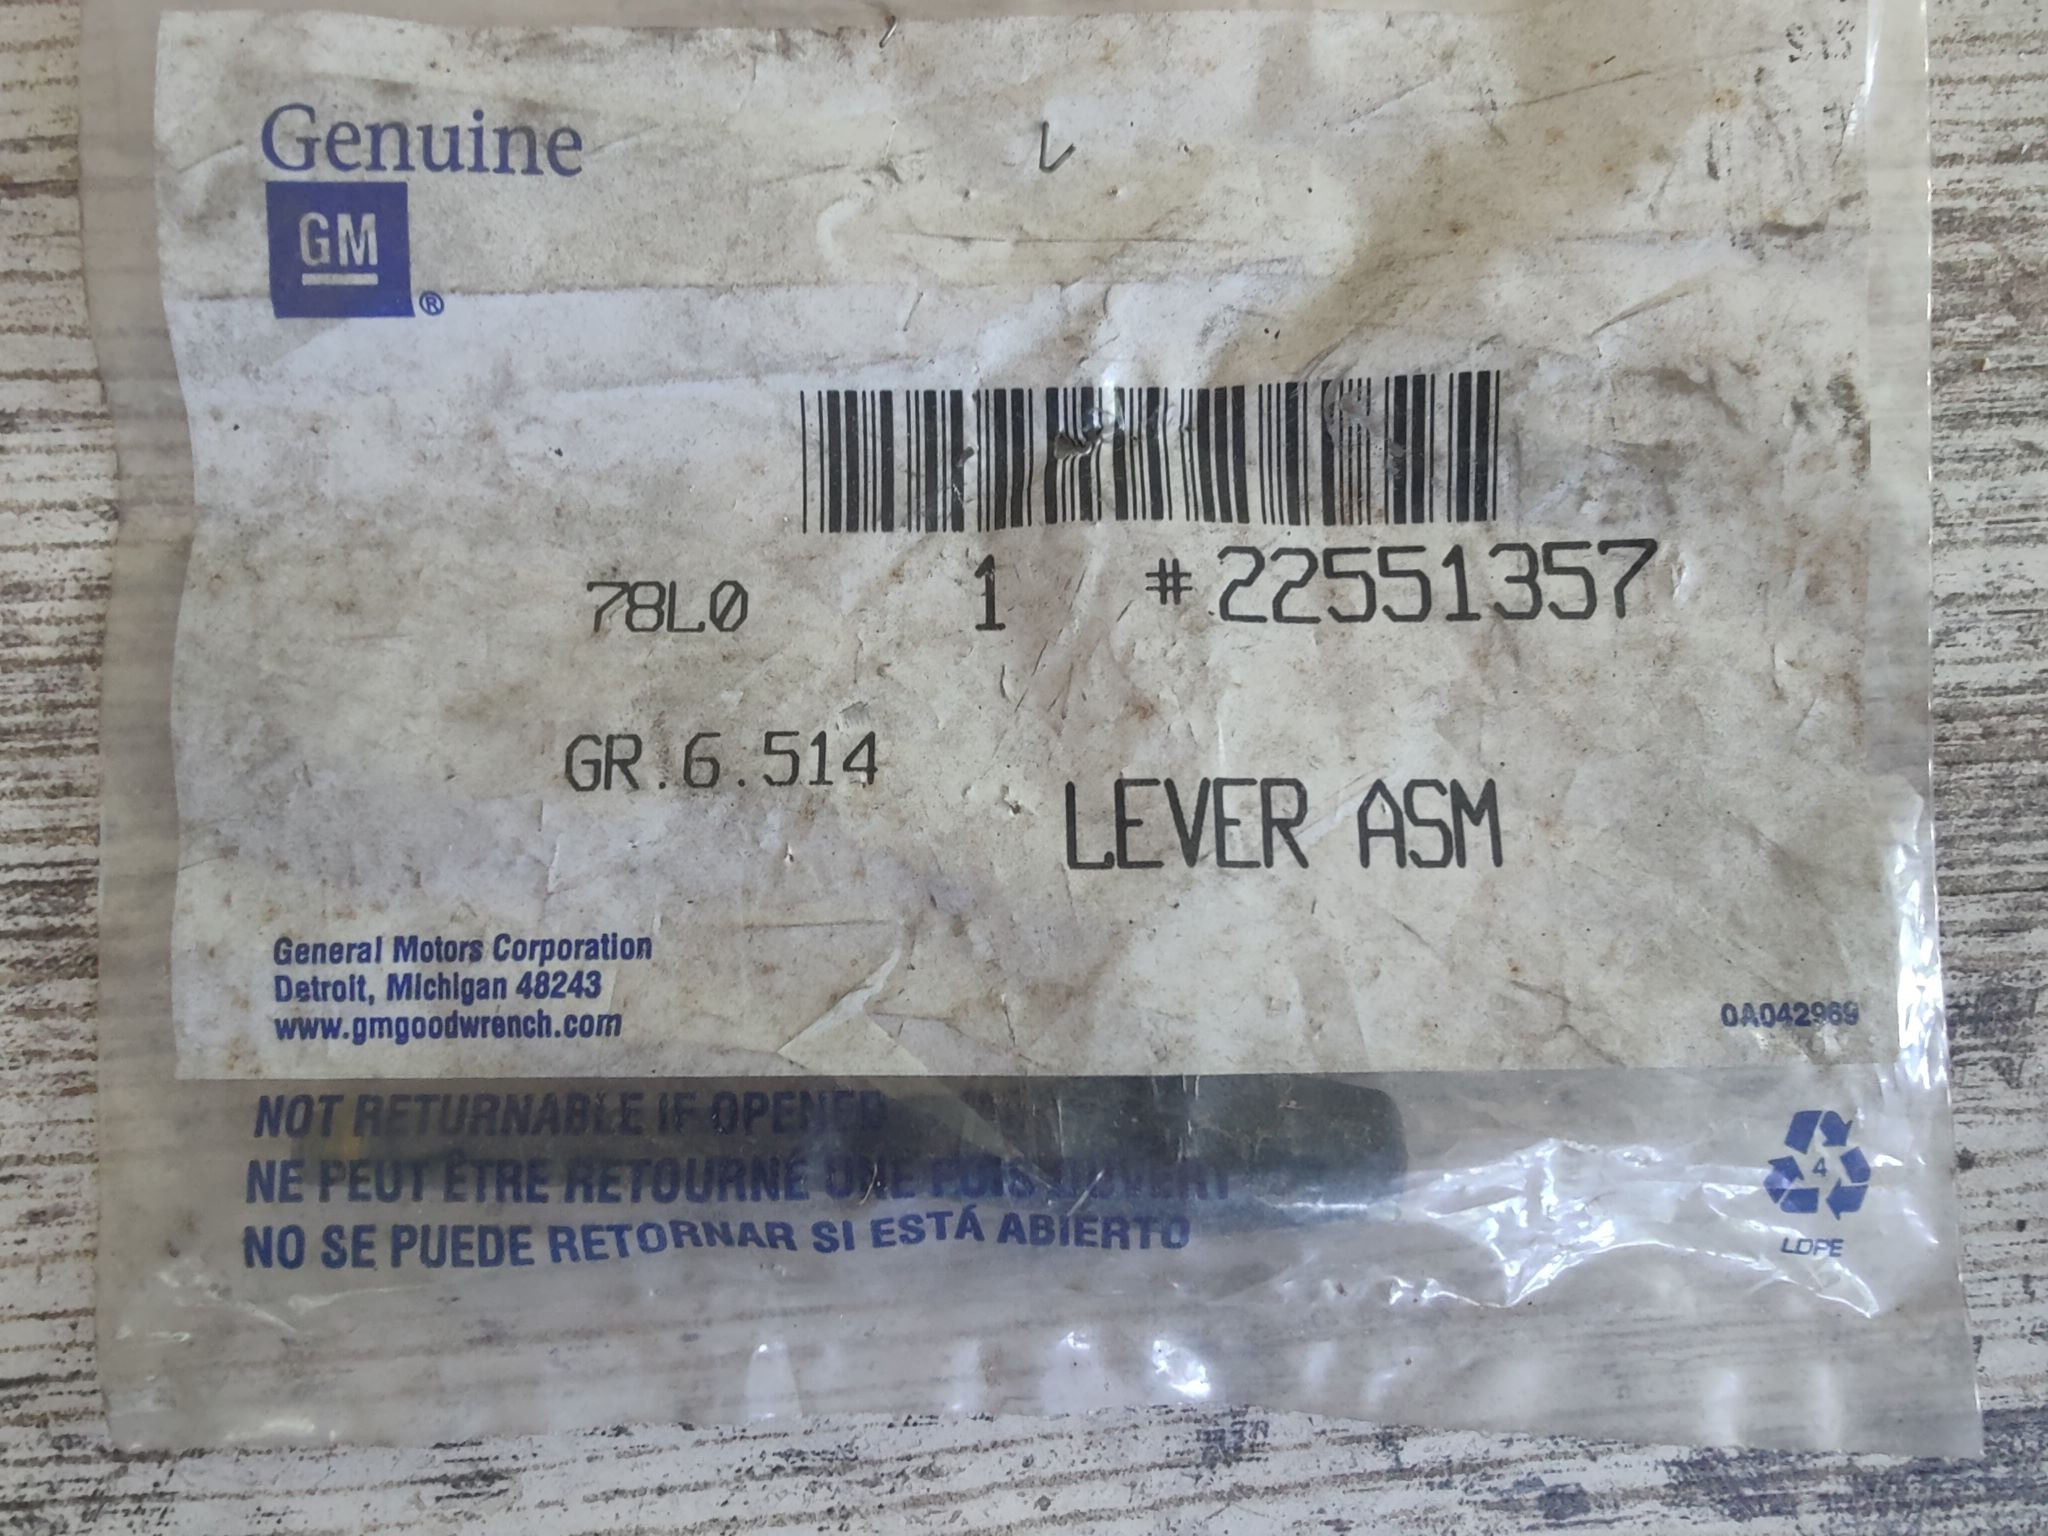 Genuine
GM
®
78L0 1 #22551357
GR.6.514
LEVER ASM
General Motors Corporation
Detroit, Michigan 48243
www.gmgoodwrench.com
0A042969
NOT RETURNABLE IF OPENED
NE PEUT ÊTRE RETOURNÉ UNE FOIS OUVERT
NO SE PUEDE RETORNAR SI ESTÁ ABIERTO
4
LDPE